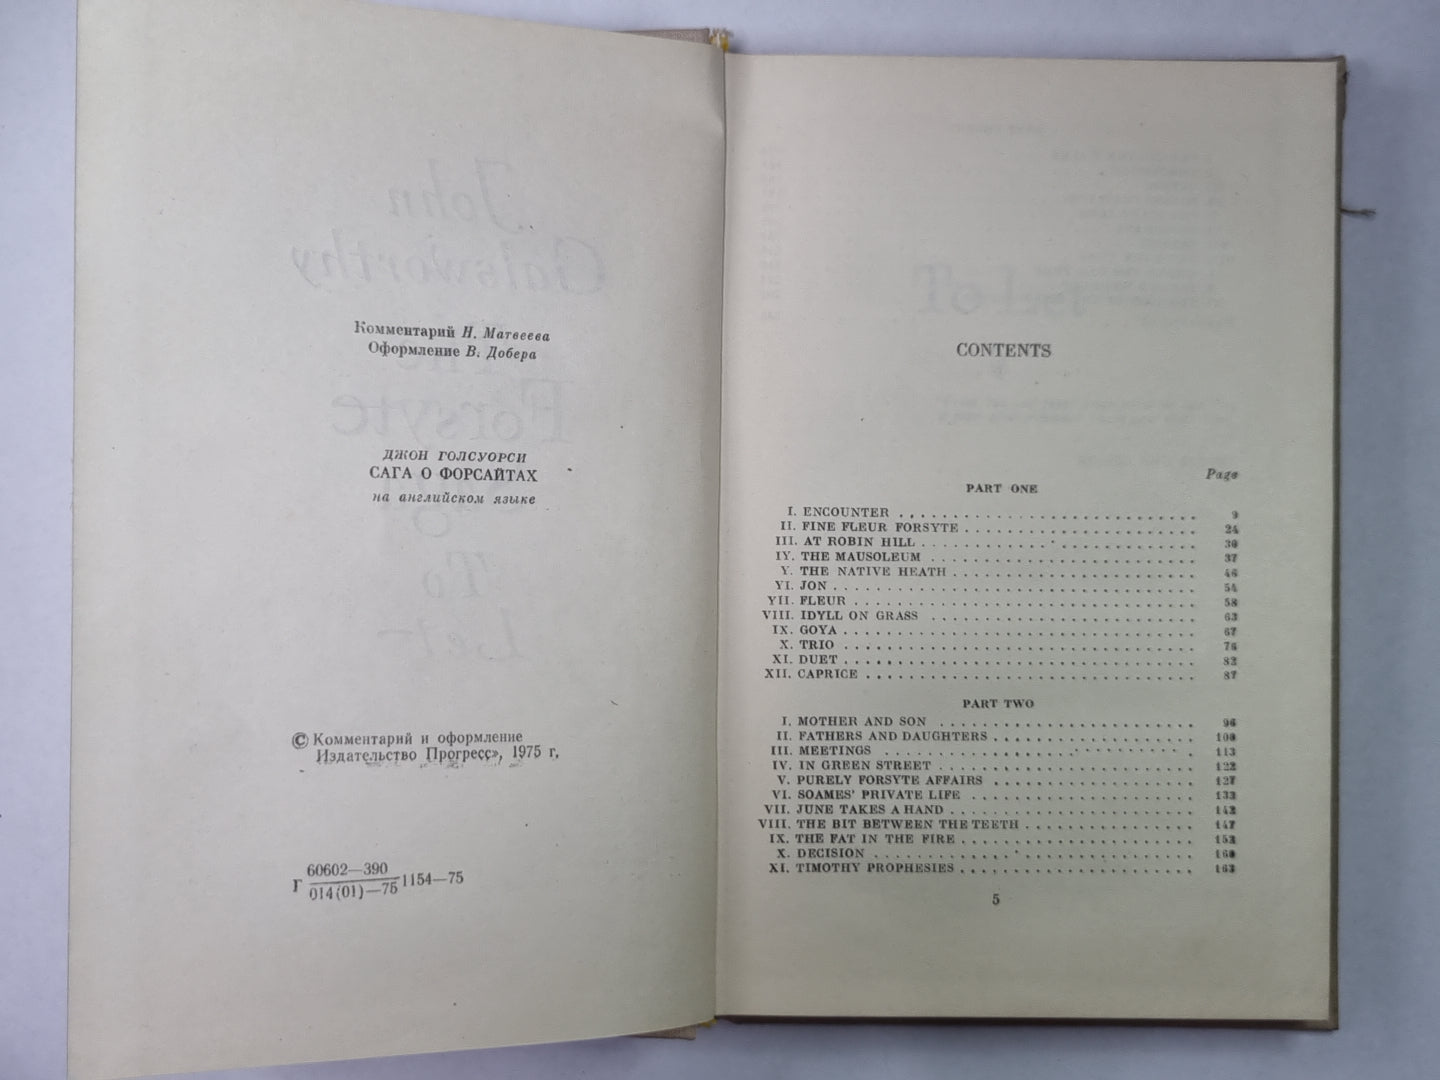 Комментарий Н. Матвеева
Оформление В. Добера
ДЖОН ГОЛСУОРСИ
САГА О ФОРСАЙТАХ
на английском языке
© Комментарий и оформление
Издательство Прогресс», 1975 г.
Г 60602—390
014(01)—75 1154—75
CONTENTS
Page
PART ONE
I. ENCOUNTER 9
II. FINE FLEUR FORSYTE 24
III. AT ROBIN HILL 30
IY. THE MAUSOLEUM 37
Y. THE NATIVE HEATH 46
YI. JON 54
YII. FLEUR 58
VIII. IDYLL ON GRASS 63
IX. GOYA 67
X. TRIO 76
XI. DUET 83
XII. CAPRICE 87
PART TWO
I. MOTHER AND SON 96
II. FATHERS AND DAUGHTERS 100
III. MEETINGS 113
IV. IN GREEN STREET 122
V. PURELY FORSYTE AFFAIRS 127
VI. SOAMES' PRIVATE LIFE 133
VII. JUNE TAKES A HAND 142
VIII. THE BIT BETWEEN THE TEETH 147
IX. THE FAT IN THE FIRE 153
X. DECISION 160
XI. TIMOTHY PROPHESIES 163
5